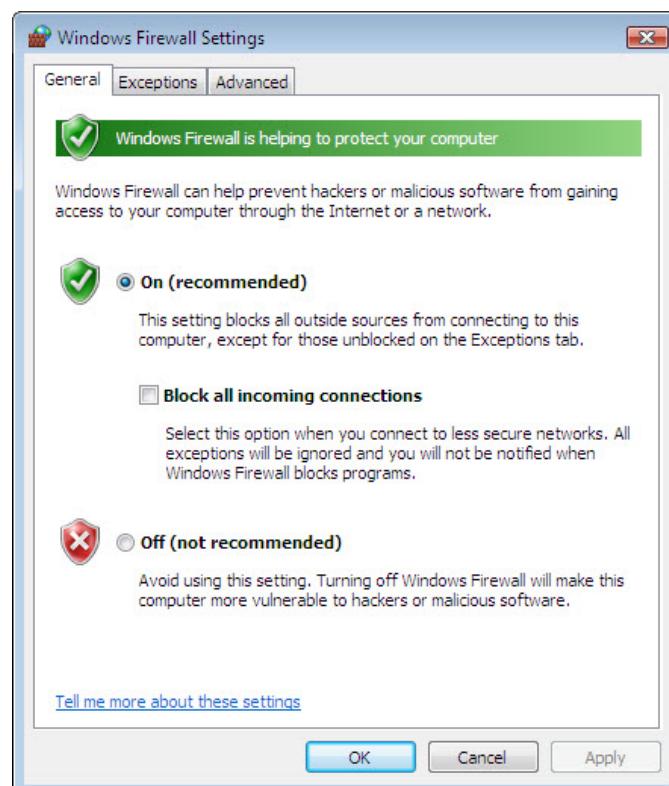 Windows Firewall Settings
General
Exceptions
Advanced
Windows Firewall is helping to protect your computer
Windows Firewall can help prevent hackers or malicious software from gaining
access to your computer through the Internet or a network.
On (recommended)
This setting blocks all outside sources from connecting to this
computer, except for those unblocked on the Exceptions tab.
Block all incoming connections
Select this option when you connect to less secure networks. All
exceptions will be ignored and you will not be notified when
Windows Firewall blocks programs.
Off (not recommended)
Avoid using this setting. Turning off Windows Firewall will make this
computer more vulnerable to hackers or malicious software.
Tell me more about these settings
OK
Cancel
Apply